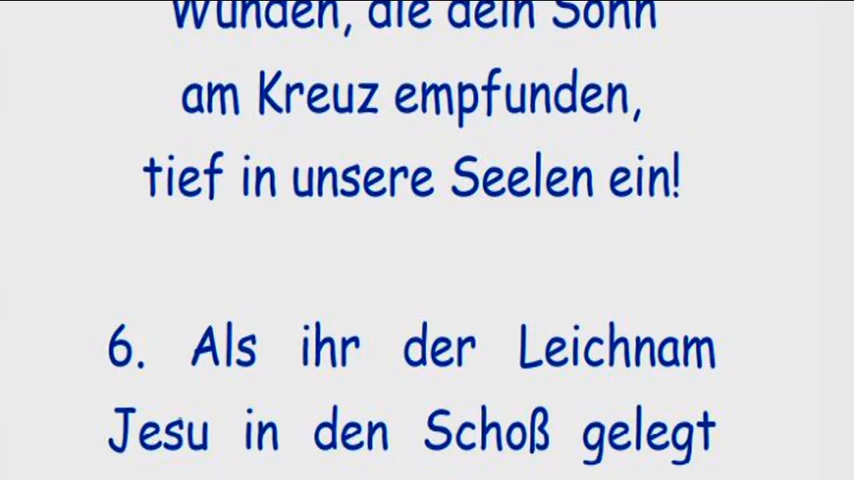 Wunden, die dein Sohn
am Kreuz empfunden,
tief in unsere Seelen ein!
6. Als ihr der Leichnam
Jesu in den Schoß gelegt